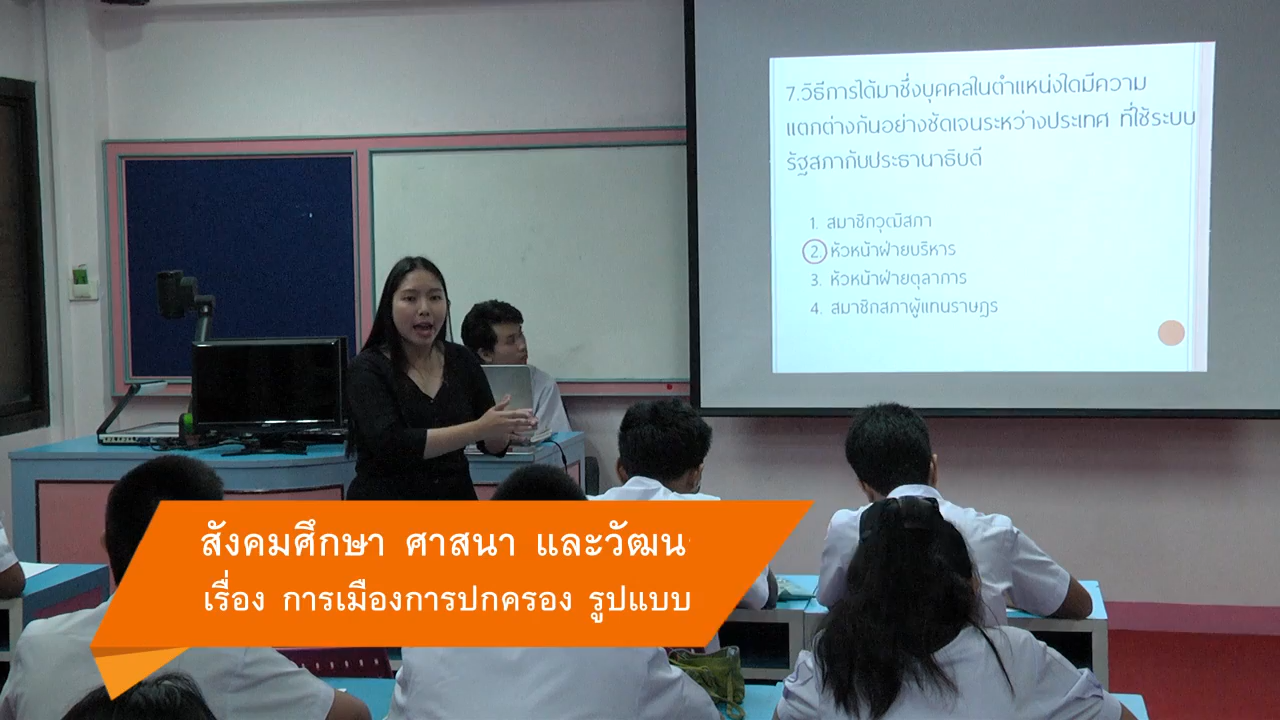 7.วิธีการได้มาซึ่งบุคคลในตำแหน่งใดมีความ
แตกต่างกันอย่างชัดเจนระหว่างประเทศ ที่ใช้ระบบ
รัฐสภากับประธานาธิบดี
1. สมาชิกวุฒิสภา
2. หัวหน้าฝ่ายบริหาร
3. หัวหน้าฝ่ายตุลาการ
4. สมาชิกสภาผู้แทนราษฎร
สังคมศึกษา ศาสนา และวัฒน
เรื่อง การเมืองการปกครอง รูปแบบ